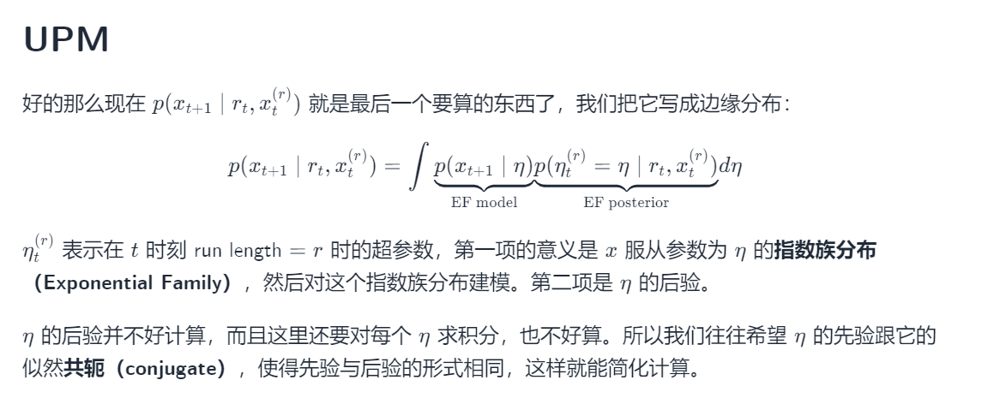 UPM
好的那么现在 $p(x_{t+1} \mid r_t, x_t^{(r)})$ 就是最后一个要算的东西了，我们把它写成边缘分布：
$p(x_{t+1} \mid r_t, x_t^{(r)}) = \int \underbrace{p(x_{t+1} \mid \eta)}_{\text{EF model}} \underbrace{p(\eta_t^{(r)} = \eta \mid r_t, x_t^{(r)})}_{\text{EF posterior}} d\eta$
$\eta_t^{(r)}$ 表示在 $t$ 时刻 run length $= r$ 时的超参数，第一项的意义是 $x$ 服从参数为 $\eta$ 的指数族分布
（Exponential Family），然后对这个指数族分布建模。第二项是 $\eta$ 的后验。
$\eta$ 的后验并不好计算，而且这里还要对每个 $\eta$ 求积分，也不好算。所以我们往往希望 $\eta$ 的先验跟它的
似然共轭（conjugate），使得先验与后验的形式相同，这样就能简化计算。